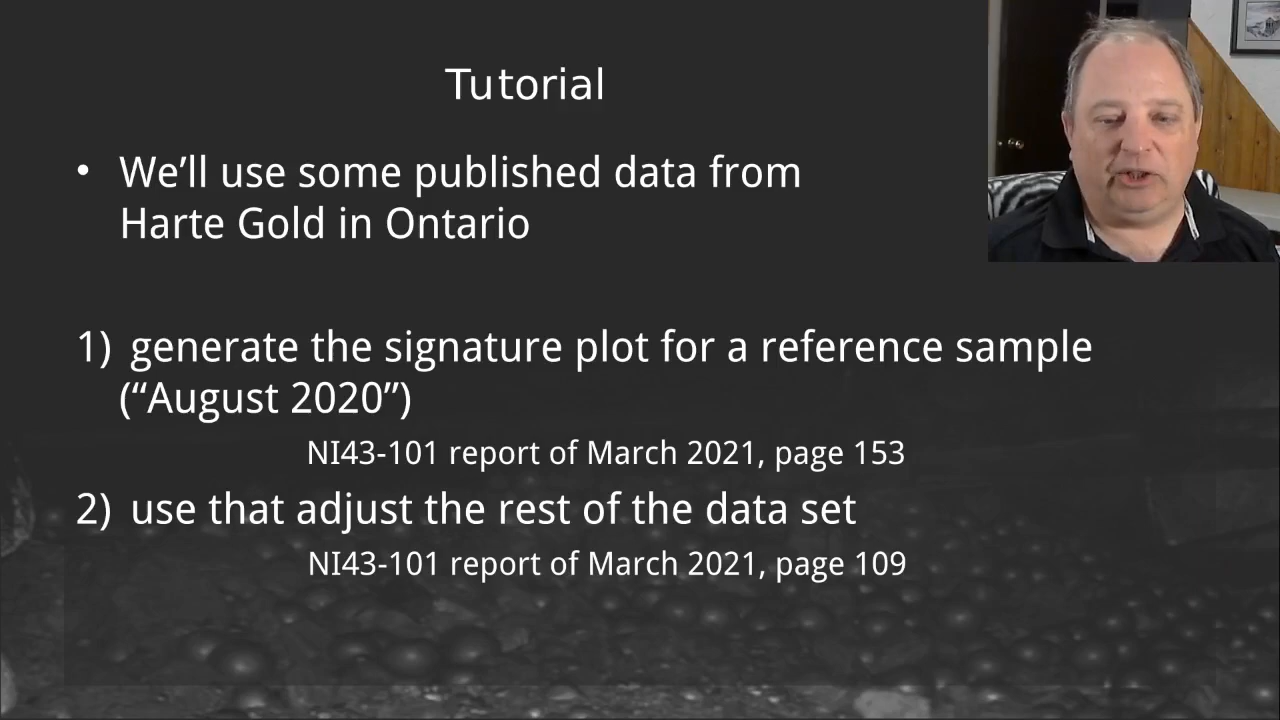 Tutorial
• We’ll use some published data from
Harte Gold in Ontario
1) generate the signature plot for a reference sample
(“August 2020”)
NI43-101 report of March 2021, page 153
2) use that adjust the rest of the data set
NI43-101 report of March 2021, page 109